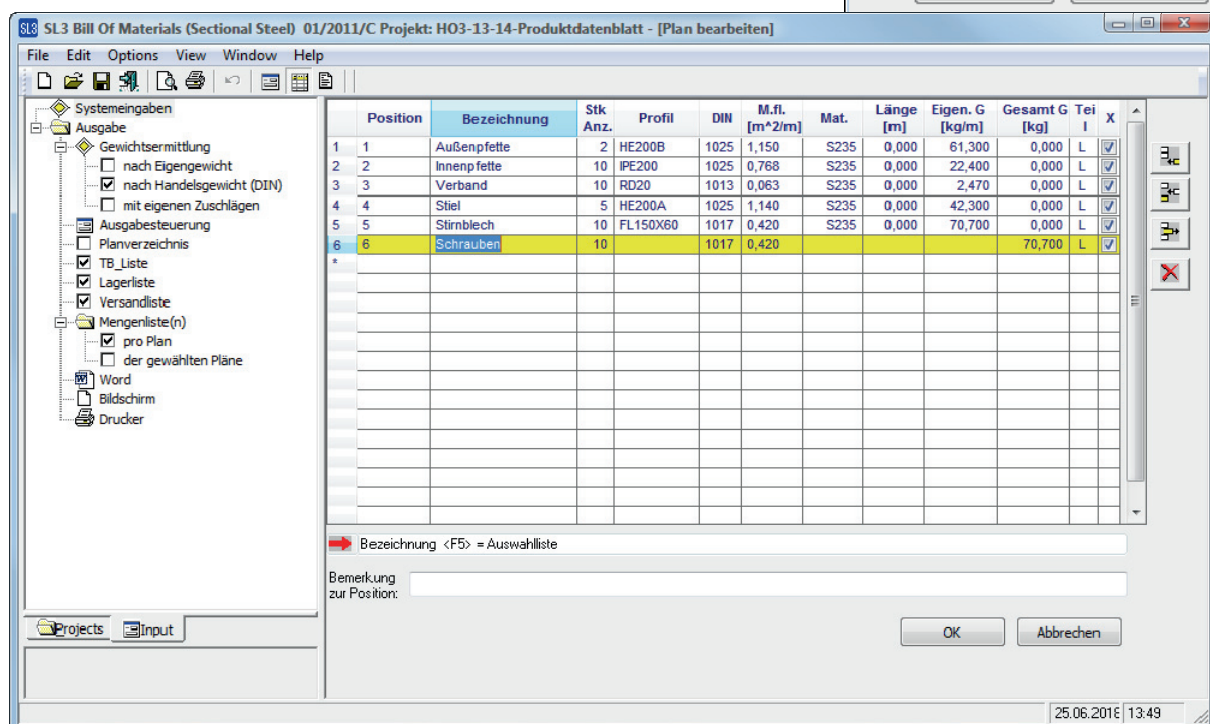 SL3 SL3 Bill Of Materials (Sectional Steel) 01/2011/C Projekt: HO3-13-14-Produktdatenblatt - [Plan bearbeiten]
File Edit Options View Window Help
Systemeingaben
Ausgabe
Gewichtsermittlung
nach Eigengewicht
nach Handelsgewicht (DIN)
mit eigenen Zuschlägen
Ausgabesteuerung
Planverzeichnis
TB_Liste
Lagerliste
Versandliste
Mengenliste(n)
pro Plan
der gewählten Pläne
Word
Bildschirm
Drucker
Projects Input
Position Bezeichnung Stk Anz. Profil DIN M.fl. [m^2/m] Mat. Länge [m] Eigen. G [kg/m] Gesamt G [kg] Tei l X
1 1 Außenpfette 2 HE200B 1025 1,150 S235 0,000 61,300 0,000 L
2 2 Innenpfette 10 IPE200 1025 0,768 S235 0,000 22,400 0,000 L
3 3 Verband 10 RD20 1013 0,063 S235 0,000 2,470 0,000 L
4 4 Stiel 5 HE200A 1025 1,140 S235 0,000 42,300 0,000 L
5 5 Stirnblech 10 FL150X60 1017 0,420 S235 0,000 70,700 0,000 L
6 6 Schrauben 10 1017 0,420 70,700 L
*
Bezeichnung <F5> = Auswahlliste
Bemerkung
zur Position:
OK Abbrechen
25.06.2018 13:49